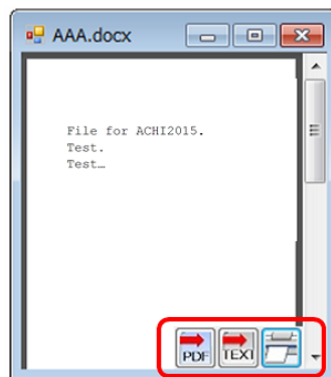 AAA.docx
File for ACHI2015.
Test.
Test…
PDF
TEXT